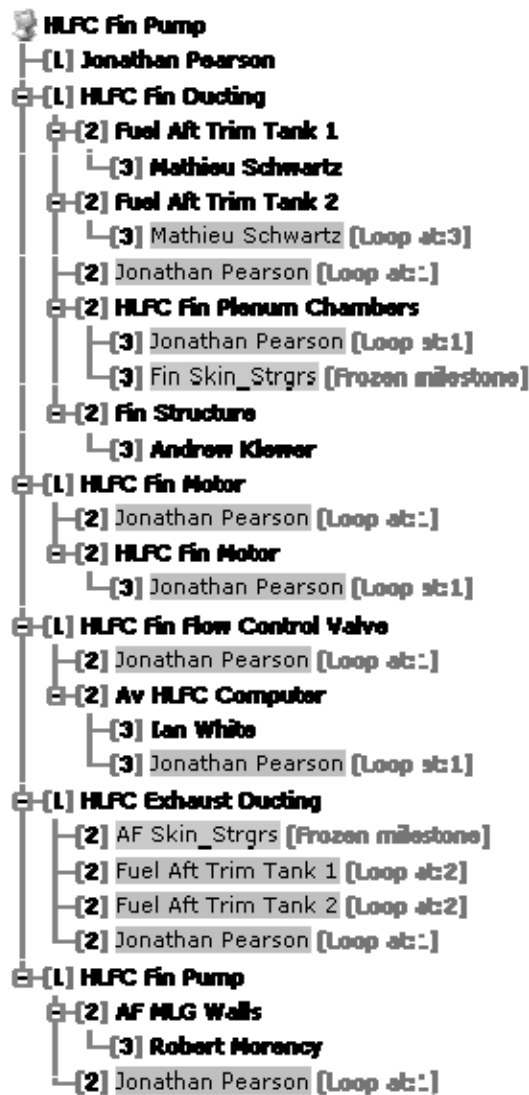 HLFC Fin Pump
[1] Jonathan Pearson
[1] HLFC Fin Ducting
[2] Fuel Aft Trim Tank 1
[3] Mathieu Schwartz
[2] Fuel Aft Trim Tank 2
[3] Mathieu Schwartz [Loop at:3]
[2] Jonathan Pearson [Loop at:1]
[2] HLFC Fin Plenum Chambers
[3] Jonathan Pearson [Loop at:1]
[3] Fin Skin_Strgrs [Frozen milestone]
[2] Fin Structure
[3] Andrew Klewer
[1] HLFC Fin Motor
[2] Jonathan Pearson [Loop at:1]
[2] HLFC Fin Motor
[3] Jonathan Pearson [Loop at:1]
[1] HLFC Fin Flow Control Valve
[2] Jonathan Pearson [Loop at:1]
[2] Av HLFC Computer
[3] Ian White
[3] Jonathan Pearson [Loop at:1]
[1] HLFC Exhaust Ducting
[2] AF Skin_Strgrs [Frozen milestone]
[2] Fuel Aft Trim Tank 1 [Loop at:2]
[2] Fuel Aft Trim Tank 2 [Loop at:2]
[2] Jonathan Pearson [Loop at:1]
[1] HLFC Fin Pump
[2] AF MLG Walls
[3] Robert Morency
[2] Jonathan Pearson [Loop at:1]